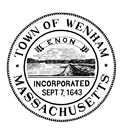 TOWN OF WENHAM
ENON
INCORPORATED
SEPT 7, 1643
MASSACHUSETTS